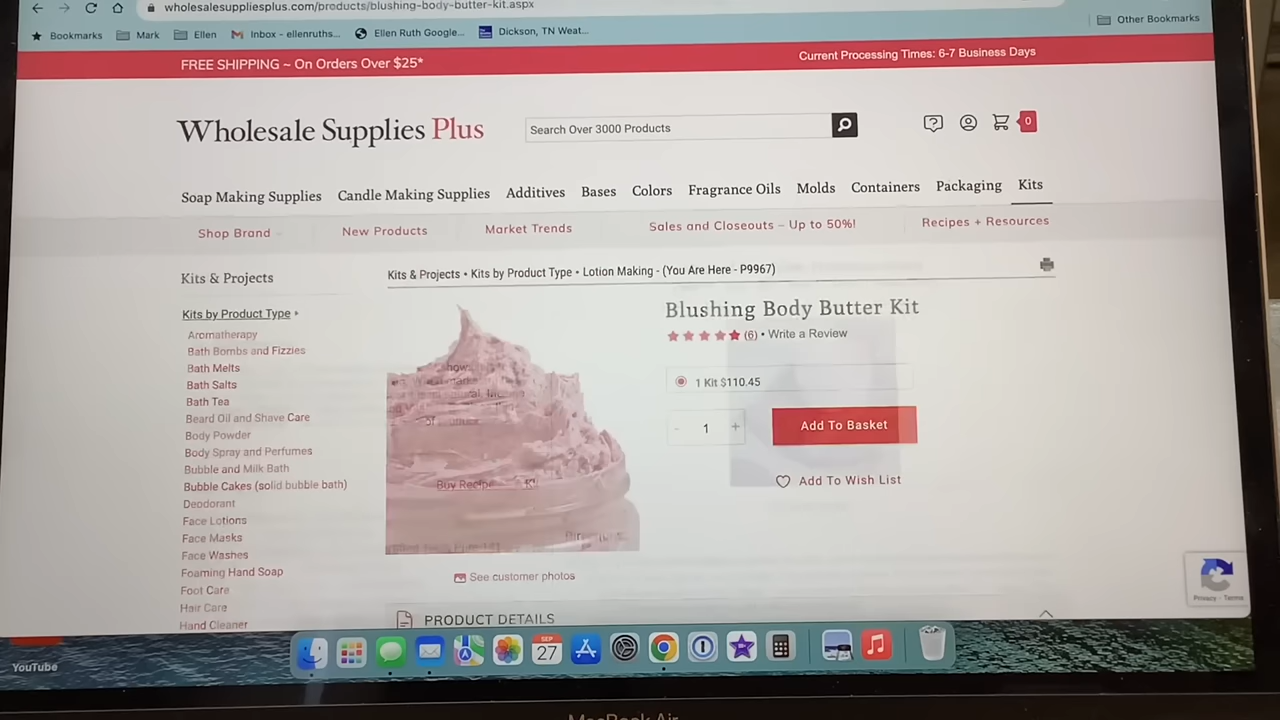 wholesalesuppliesplus.com/products/blushing-body-butter-kit.aspx
Bookmarks Mark Ellen Inbox - ellenruths... Ellen Ruth Google... Dickson, TN Weat... Other Bookmarks
FREE SHIPPING ~ On Orders Over $25* Current Processing Times: 6-7 Business Days
Wholesale Supplies Plus
Search Over 3000 Products
0
Soap Making Supplies Candle Making Supplies Additives Bases Colors Fragrance Oils Molds Containers Packaging Kits
Shop Brand New Products Market Trends Sales and Closeouts - Up to 50%! Recipes + Resources
Kits & Projects
Kits & Projects • Kits by Product Type • Lotion Making - (You Are Here - P9967)
Kits by Product Type
Aromatherapy
Bath Bombs and Fizzies
Bath Melts
Bath Salts
Bath Tea
Beard Oil and Shave Care
Body Powder
Body Spray and Perfumes
Bubble and Milk Bath
Bubble Cakes (solid bubble bath)
Deodorant
Face Lotions
Face Masks
Face Washes
Foaming Hand Soap
Foot Care
Hair Care
Hand Cleaner
Blushing Body Butter Kit
(6) • Write a Review
1 Kit $110.45
- 1 + Add To Basket
Add To Wish List
Buy Recipe
See customer photos
PRODUCT DETAILS
Privacy - Terms
SEP
27
YouTube
MacBook Air